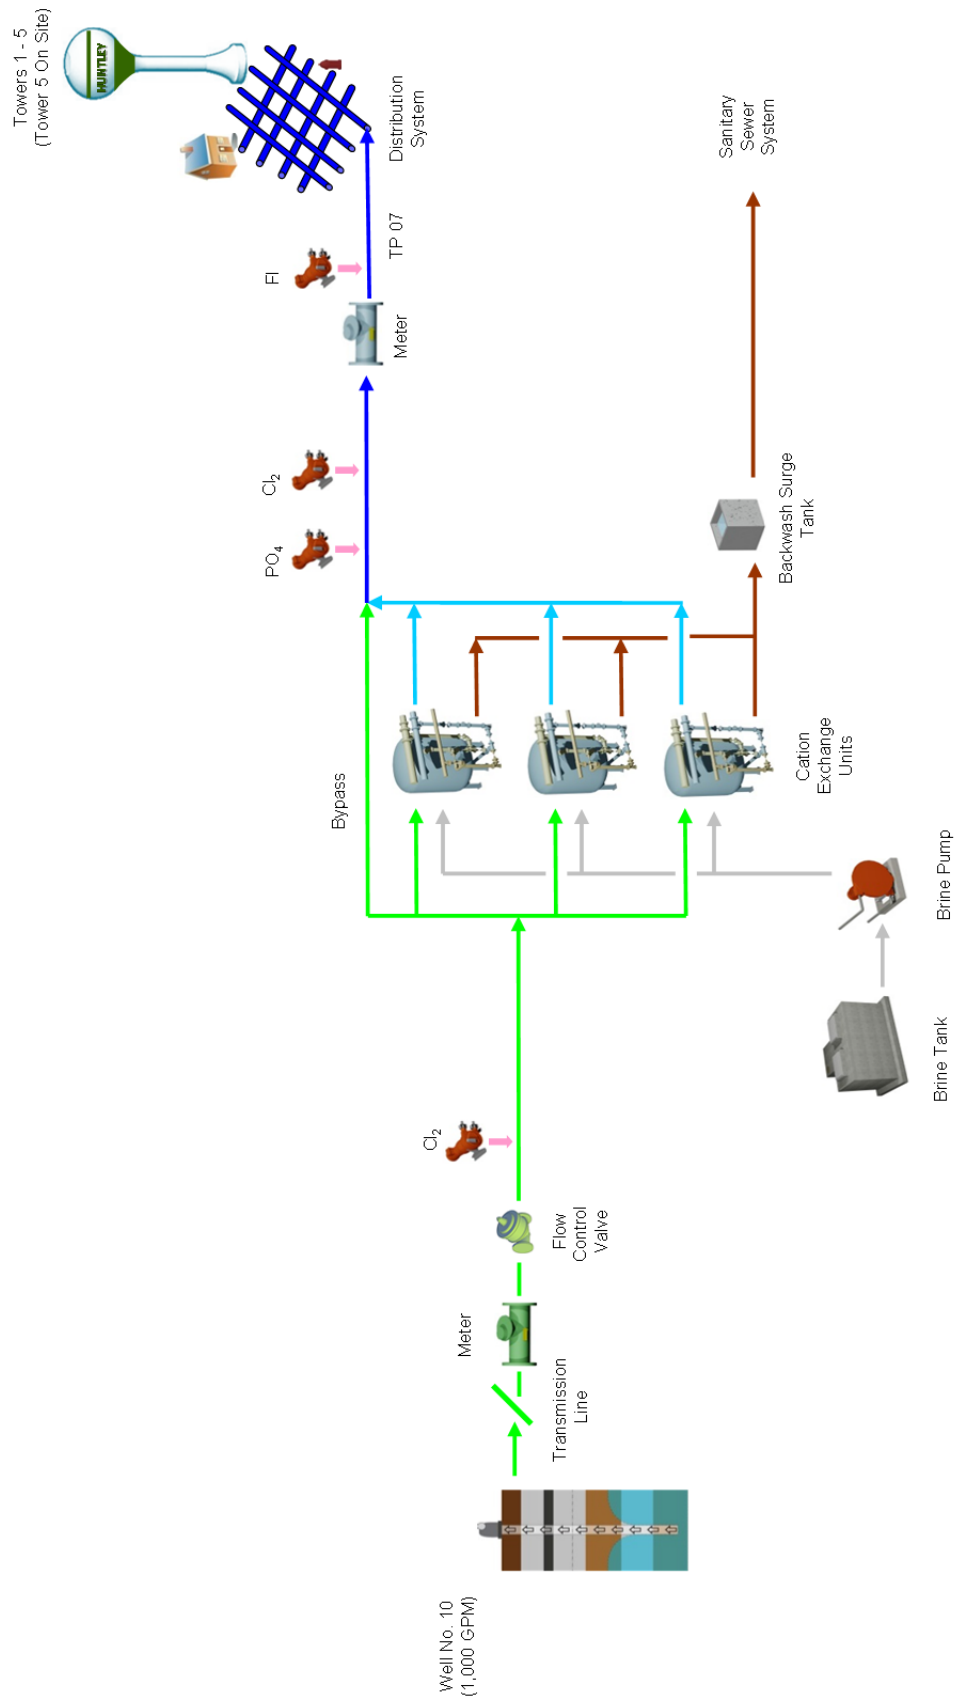 Well No. 10
(1,000 GPM)
Transmission
Line
Meter
Flow
Control
Valve
Cl₂
Brine Tank
Brine Pump
Bypass
Cation
Exchange
Units
PO₄
Cl₂
Backwash Surge
Tank
Meter
Fl
TP 07
Sanitary
Sewer
System
Distribution
System
Towers 1 - 5
(Tower 5 On Site)
MUNTLEY